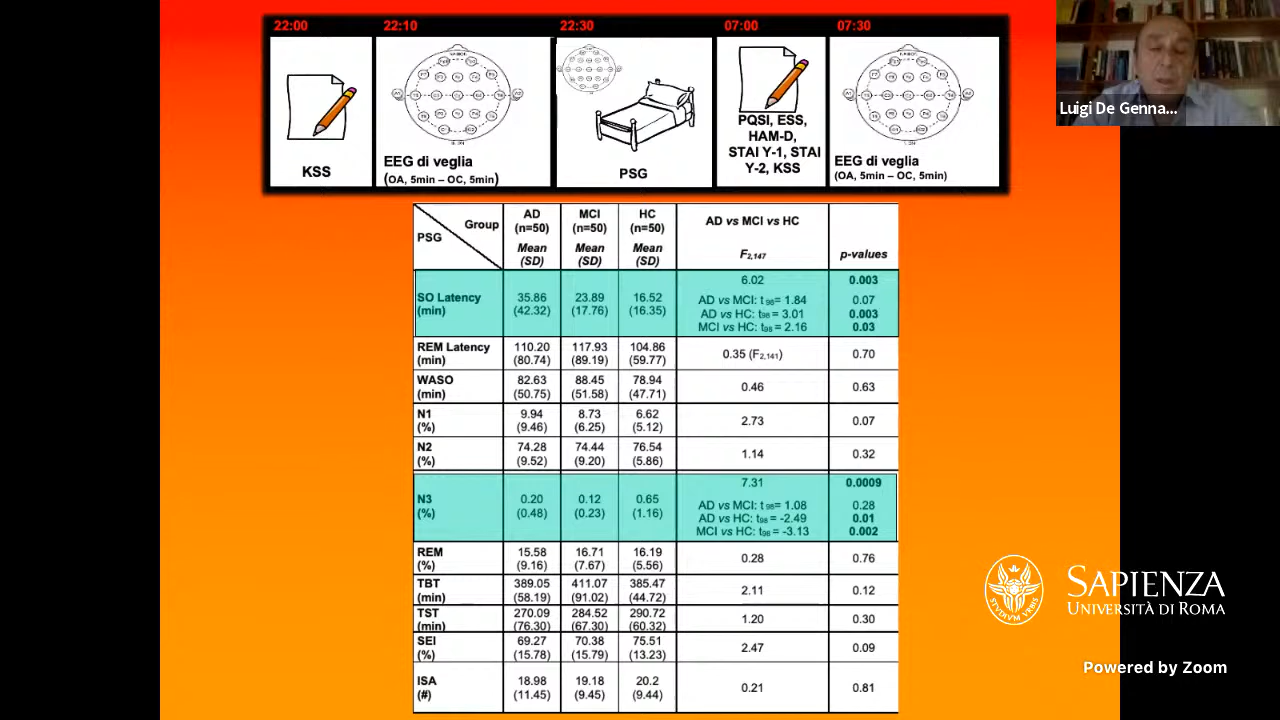 22:00
22:10
22:30
07:00
07:30
KSS
EEG di veglia
(OA, 5min – OC, 5min)
PSG
PQSI, ESS,
HAM-D,
STAI Y-1, STAI
Y-2, KSS
EEG di veglia
(OA, 5min – OC, 5min)
Luigi De Genna...
Group
PSG
AD
(n=50)
Mean
(SD)
MCI
(n=50)
Mean
(SD)
HC
(n=50)
Mean
(SD)
AD vs MCI vs HC
F2,147
p-values
SO Latency
(min)
35.86
(42.32)
23.89
(17.76)
16.52
(16.35)
6.02
0.003
AD vs MCI: t98= 1.84
0.07
AD vs HC: t98 = 3.01
0.003
MCI vs HC: t98 = 2.16
0.03
REM Latency
(min)
110.20
(80.74)
117.93
(89.19)
104.86
(59.77)
0.35 (F2,141)
0.70
WASO
(min)
82.63
(50.75)
88.45
(51.58)
78.94
(47.71)
0.46
0.63
N1
(%)
9.94
(9.46)
8.73
(6.25)
6.62
(5.12)
2.73
0.07
N2
(%)
74.28
(9.52)
74.44
(9.20)
76.54
(5.86)
1.14
0.32
N3
(%)
0.20
(0.48)
0.12
(0.23)
0.65
(1.16)
7.31
0.0009
AD vs MCI: t98= 1.08
0.28
AD vs HC: t98 = -2.49
0.01
MCI vs HC: t98 = -3.13
0.002
REM
(%)
15.58
(9.16)
16.71
(7.67)
16.19
(5.56)
0.28
0.76
TBT
(min)
389.05
(58.19)
411.07
(91.02)
385.47
(44.72)
2.11
0.12
TST
(min)
270.09
(76.30)
284.52
(67.30)
290.72
(60.32)
1.20
0.30
SEI
(%)
69.27
(15.78)
70.38
(15.79)
75.51
(13.23)
2.47
0.09
ISA
(#)
18.98
(11.45)
19.18
(9.45)
20.2
(9.44)
0.21
0.81
SAPIENZA
UNIVERSITÀ DI ROMA
Powered by Zoom